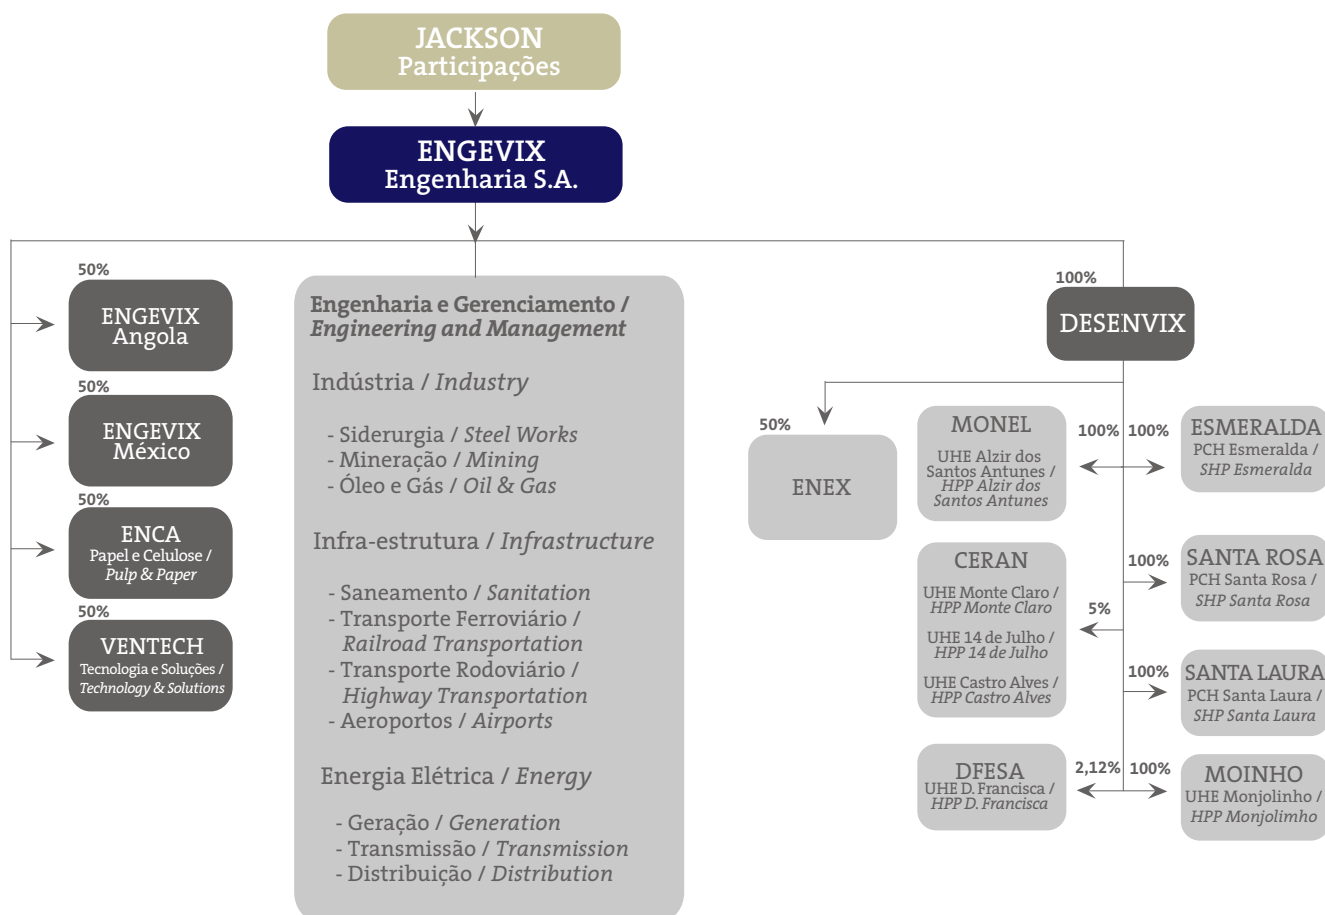 JACKSON
Participações
ENGEVIX
Engenharia S.A.
50%
ENGEVIX
Angola
50%
ENGEVIX
México
50%
ENCA
Papel e Celulose /
Pulp & Paper
50%
VENTECH
Tecnologia e Soluções /
Technology & Solutions
Engenharia e Gerenciamento /
Engineering and Management
Indústria / Industry
- Siderurgia / Steel Works
- Mineração / Mining
- Óleo e Gás / Oil & Gas
Infra-estrutura / Infrastructure
- Saneamento / Sanitation
- Transporte Ferroviário /
Railroad Transportation
- Transporte Rodoviário /
Highway Transportation
- Aeroportos / Airports
Energia Elétrica / Energy
- Geração / Generation
- Transmissão / Transmission
- Distribuição / Distribution
100%
DESENVIX
50%
ENEX
MONEL
UHE Alzir dos
Santos Antunes /
HPP Alzir dos
Santos Antunes
100%
100%
ESMERALDA
PCH Esmeralda /
SHP Esmeralda
CERAN
UHE Monte Claro /
HPP Monte Claro
UHE 14 de Julho /
HPP 14 de Julho
UHE Castro Alves /
HPP Castro Alves
5%
100%
SANTA ROSA
PCH Santa Rosa /
SHP Santa Rosa
100%
SANTA LAURA
PCH Santa Laura /
SHP Santa Laura
DFESA
UHE D. Francisca /
HPP D. Francisca
2,12%
100%
MOINHO
UHE Monjolinho /
HPP Monjolimho